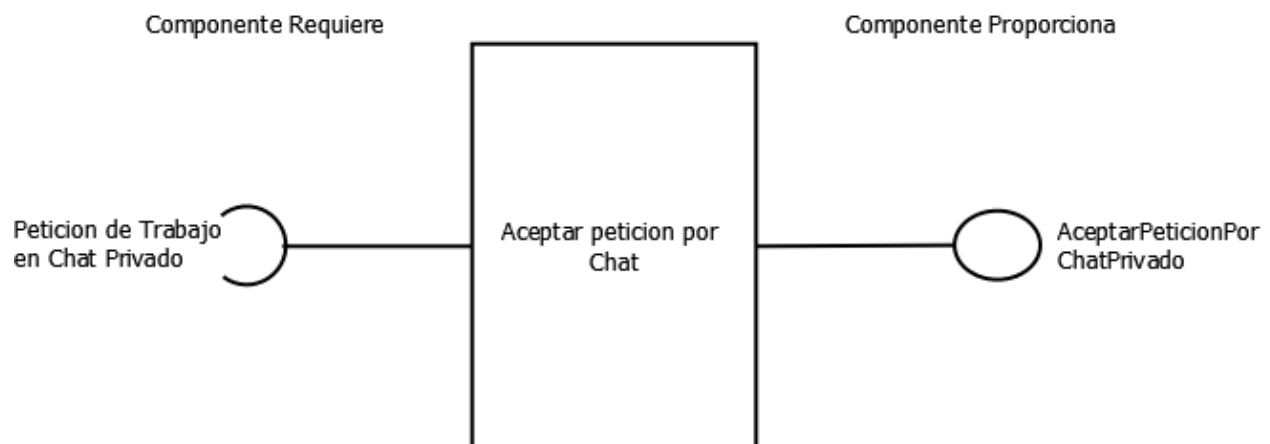 Componente Requiere
Componente Proporciona
Peticion de Trabajo
en Chat Privado
Aceptar peticion por
Chat
AceptarPeticionPor
ChatPrivado